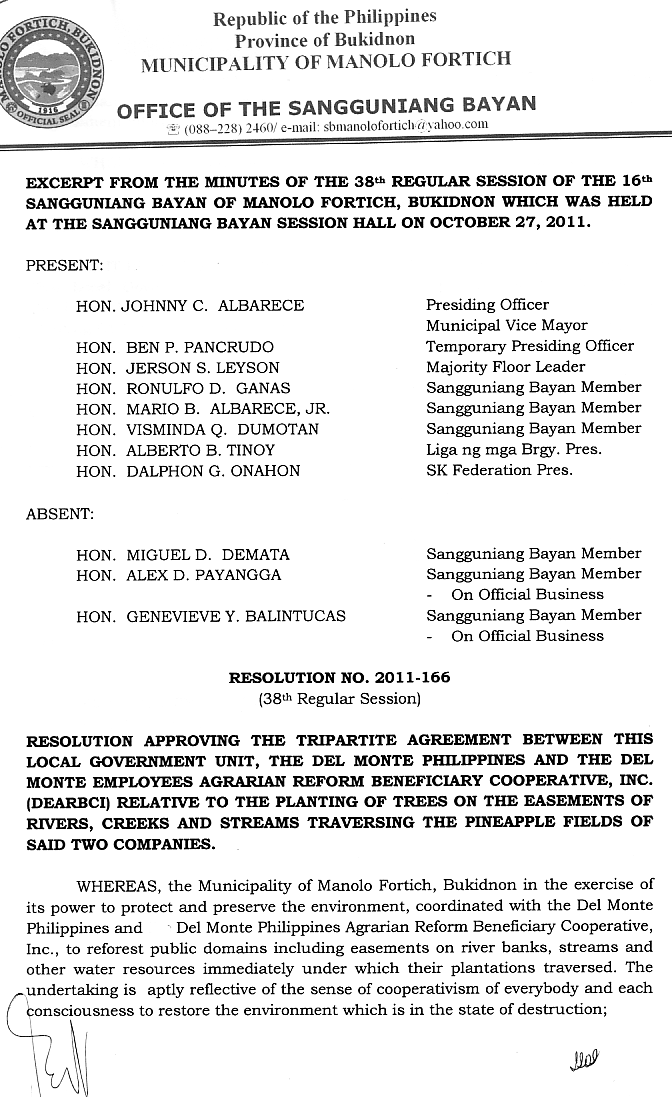 Republic of the Philippines
Province of Bukidnon
MUNICIPALITY OF MANOLO FORTICH
OFFICE OF THE SANGGUNIANG BAYAN
☏ (088–228) 2460/ e-mail: sbmanolofortich@yahoo.com
MANOLO FORTICH, BUKIDNON
1916
OFFICIAL SEAL
EXCERPT FROM THE MINUTES OF THE 38th REGULAR SESSION OF THE 16th
SANGGUNIANG BAYAN OF MANOLO FORTICH, BUKIDNON WHICH WAS HELD
AT THE SANGGUNIANG BAYAN SESSION HALL ON OCTOBER 27, 2011.
PRESENT:
HON. JOHNNY C. ALBARECE Presiding Officer
Municipal Vice Mayor
HON. BEN P. PANCRUDO Temporary Presiding Officer
HON. JERSON S. LEYSON Majority Floor Leader
HON. RONULFO D. GANAS Sangguniang Bayan Member
HON. MARIO B. ALBARECE, JR. Sangguniang Bayan Member
HON. VISMINDA Q. DUMOTAN Sangguniang Bayan Member
HON. ALBERTO B. TINOY Liga ng mga Brgy. Pres.
HON. DALPHON G. ONAHON SK Federation Pres.
ABSENT:
HON. MIGUEL D. DEMATA Sangguniang Bayan Member
HON. ALEX D. PAYANGGA Sangguniang Bayan Member
- On Official Business
HON. GENEVIEVE Y. BALINTUCAS Sangguniang Bayan Member
- On Official Business
RESOLUTION NO. 2011-166
(38th Regular Session)
RESOLUTION APPROVING THE TRIPARTITE AGREEMENT BETWEEN THIS
LOCAL GOVERNMENT UNIT, THE DEL MONTE PHILIPPINES AND THE DEL
MONTE EMPLOYEES AGRARIAN REFORM BENEFICIARY COOPERATIVE, INC.
(DEARBCI) RELATIVE TO THE PLANTING OF TREES ON THE EASEMENTS OF
RIVERS, CREEKS AND STREAMS TRAVERSING THE PINEAPPLE FIELDS OF
SAID TWO COMPANIES.
WHEREAS, the Municipality of Manolo Fortich, Bukidnon in the exercise of
its power to protect and preserve the environment, coordinated with the Del Monte
Philippines and Del Monte Philippines Agrarian Reform Beneficiary Cooperative,
Inc., to reforest public domains including easements on river banks, streams and
other water resources immediately under which their plantations traversed. The
undertaking is aptly reflective of the sense of cooperativism of everybody and each
consciousness to restore the environment which is in the state of destruction;